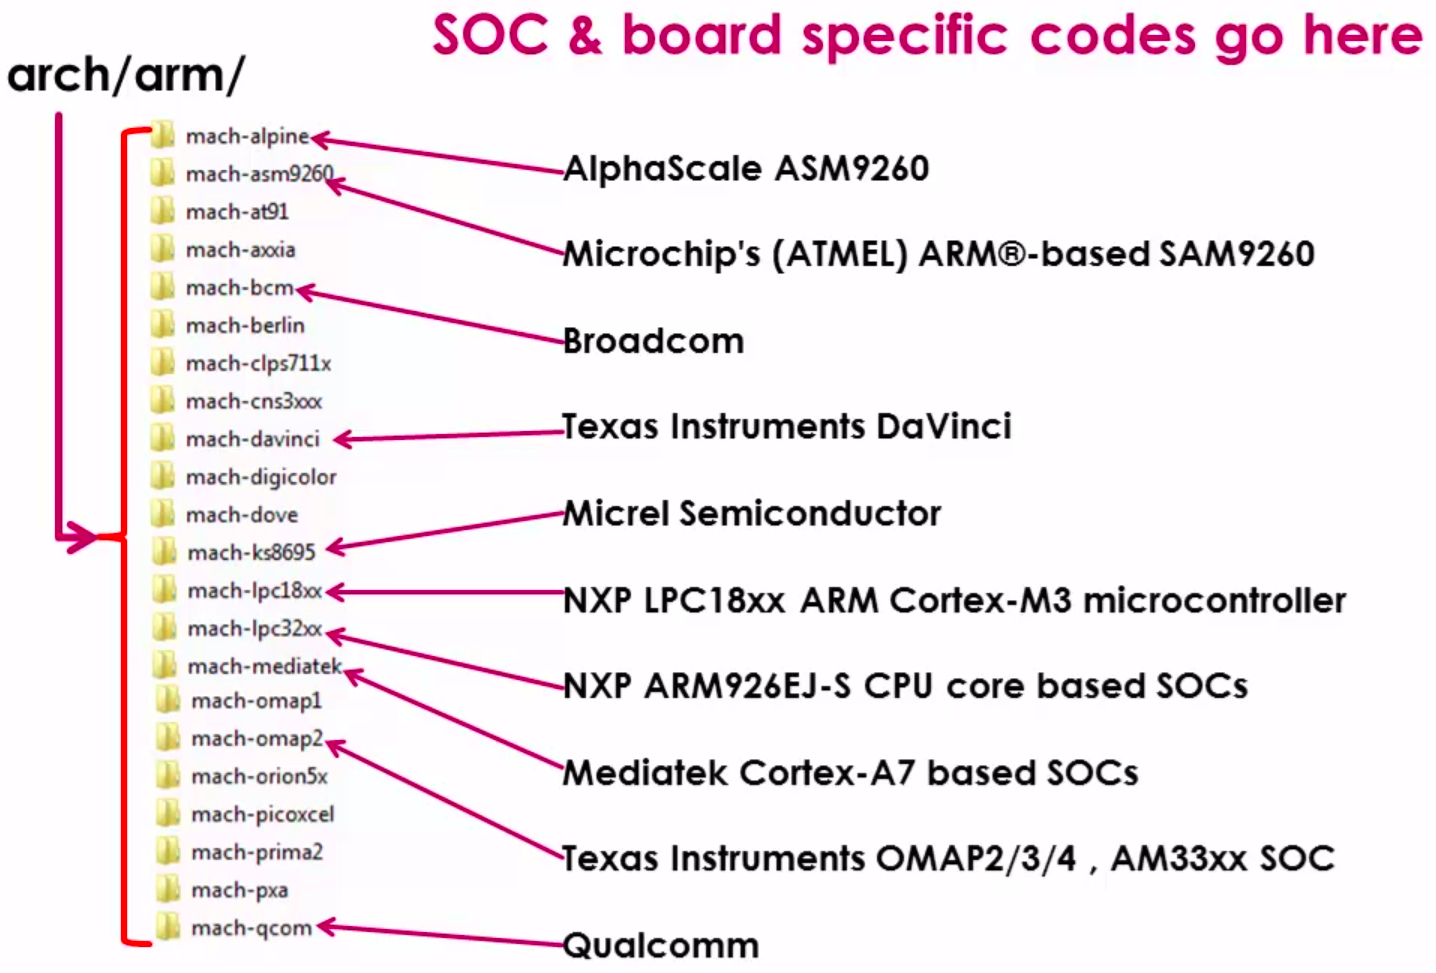 SOC & board specific codes go here
arch/arm/
mach-alpine
AlphaScale ASM9260
mach-asm9260
mach-at91
Microchip's (ATMEL) ARM®-based SAM9260
mach-axxia
mach-bcm
mach-berlin
Broadcom
mach-clps711x
mach-cns3xxx
mach-davinci
Texas Instruments DaVinci
mach-digicolor
mach-dove
Micrel Semiconductor
mach-ks8695
mach-lpc18xx
NXP LPC18xx ARM Cortex-M3 microcontroller
mach-lpc32xx
mach-mediatek
NXP ARM926EJ-S CPU core based SOCs
mach-omap1
mach-omap2
mach-orion5x
Mediatek Cortex-A7 based SOCs
mach-picoxcel
mach-prima2
Texas Instruments OMAP2/3/4 , AM33xx SOC
mach-pxa
mach-qcom
Qualcomm